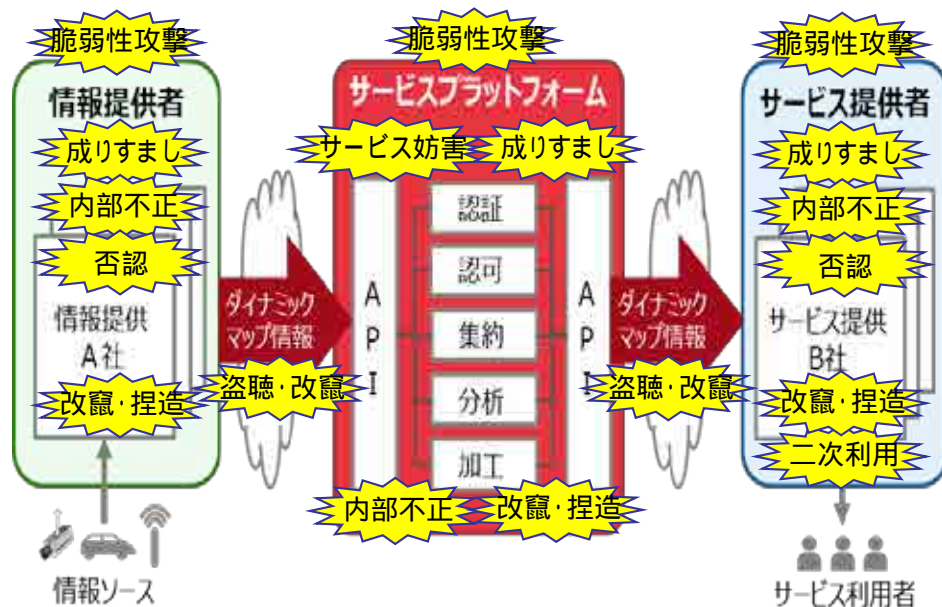 脆弱性攻撃
情報提供者
成りすまし
内部不正
否認
情報提供
A社
改竄・捏造
情報ソース
ダイナミック
マップ情報
盗聴・改竄
脆弱性攻撃
サービスプラットフォーム
サービス妨害
成りすまし
API
認証
認可
集約
分析
加工
API
内部不正
改竄・捏造
ダイナミック
マップ情報
盗聴・改竄
脆弱性攻撃
サービス提供者
成りすまし
内部不正
否認
サービス提供
B社
改竄・捏造
二次利用
サービス利用者